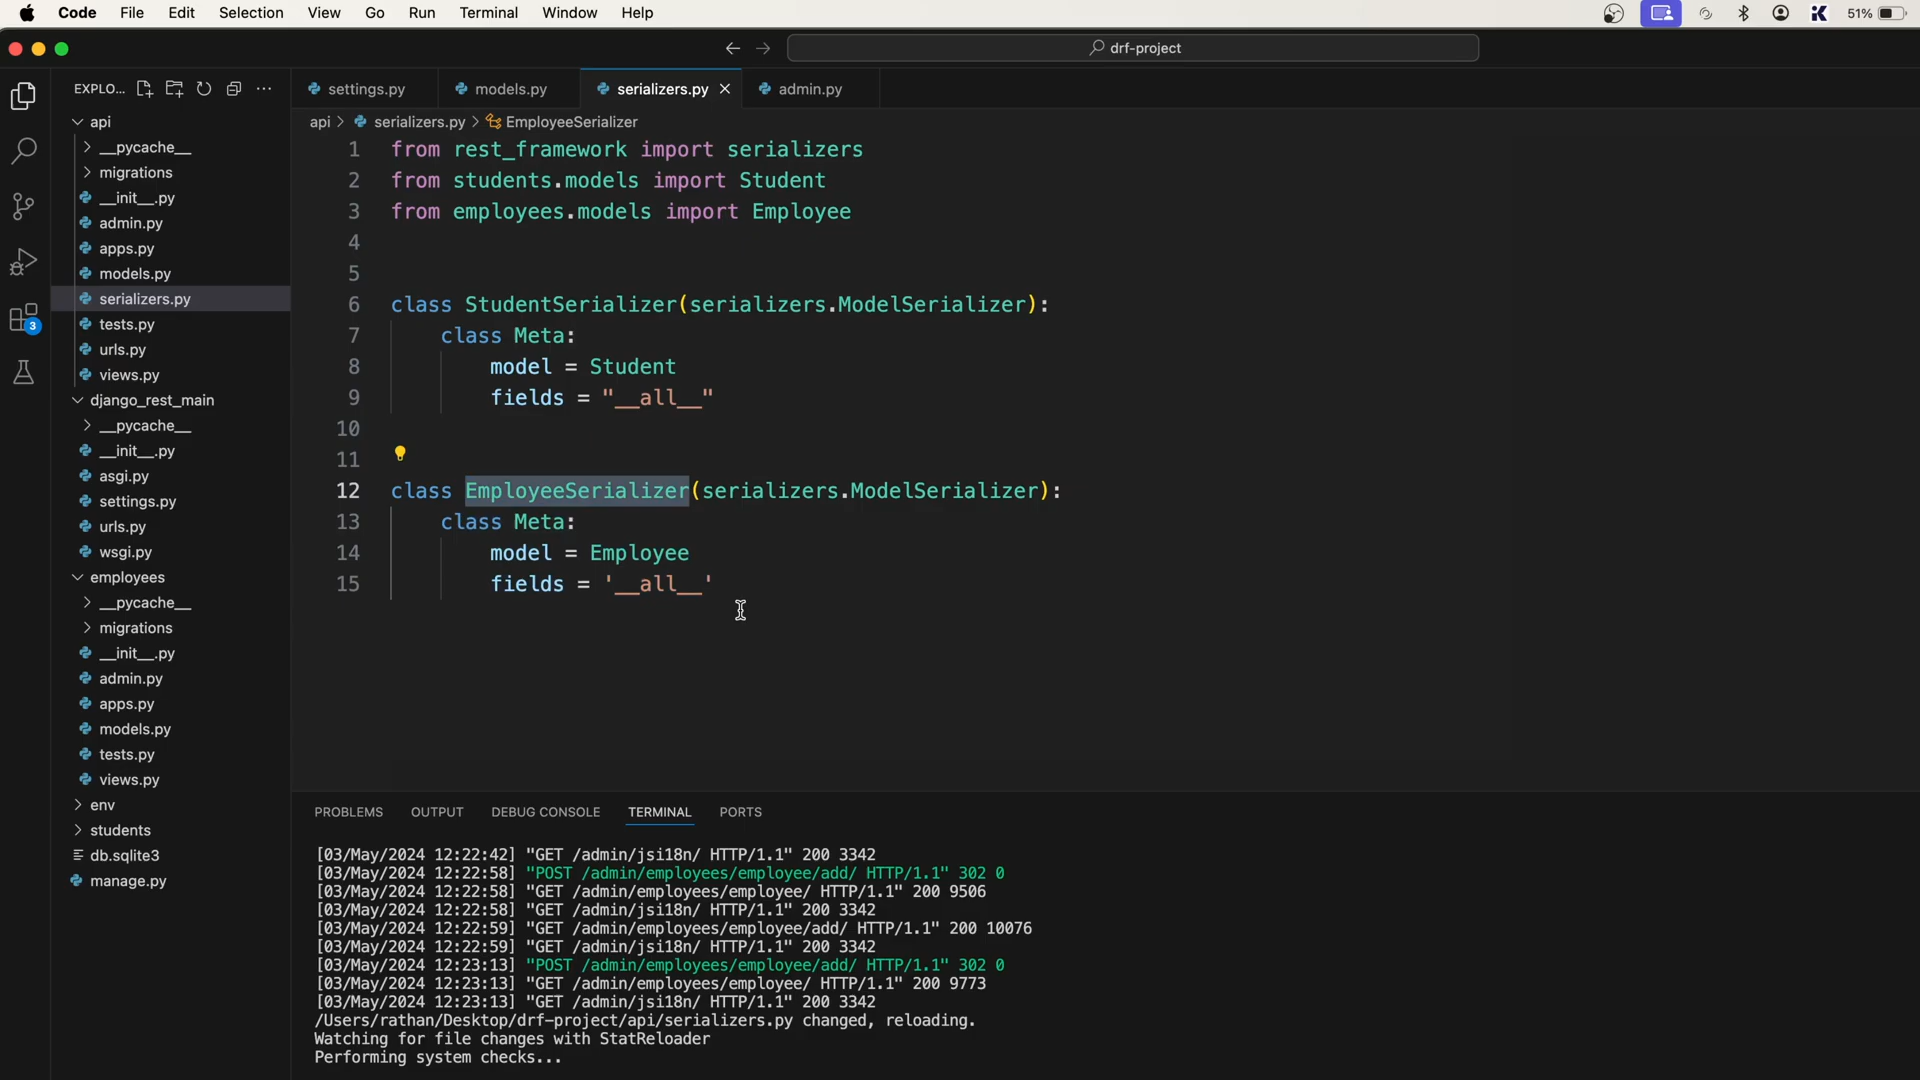 Code File Edit Selection View Go Run Terminal Window Help 51%
drf-project
EXPLO...
settings.py models.py serializers.py admin.py
api > serializers.py > EmployeeSerializer
api
__pycache__
migrations
__init__.py
admin.py
apps.py
models.py
serializers.py
tests.py
urls.py
views.py
django_rest_main
__pycache__
__init__.py
asgi.py
settings.py
urls.py
wsgi.py
employees
__pycache__
migrations
__init__.py
admin.py
apps.py
models.py
tests.py
views.py
env
students
db.sqlite3
manage.py
3
1 from rest_framework import serializers
2 from students.models import Student
3 from employees.models import Employee
4
5
6 class StudentSerializer(serializers.ModelSerializer):
7 class Meta:
8 model = Student
9 fields = "__all__"
10
11
12 class EmployeeSerializer(serializers.ModelSerializer):
13 class Meta:
14 model = Employee
15 fields = '__all__'
PROBLEMS OUTPUT DEBUG CONSOLE TERMINAL PORTS
[03/May/2024 12:22:42] "GET /admin/jsi18n/ HTTP/1.1" 200 3342
[03/May/2024 12:22:58] "POST /admin/employees/employee/add/ HTTP/1.1" 302 0
[03/May/2024 12:22:58] "GET /admin/employees/employee/ HTTP/1.1" 200 9506
[03/May/2024 12:22:58] "GET /admin/jsi18n/ HTTP/1.1" 200 3342
[03/May/2024 12:22:59] "GET /admin/employees/employee/add/ HTTP/1.1" 200 10076
[03/May/2024 12:22:59] "GET /admin/jsi18n/ HTTP/1.1" 200 3342
[03/May/2024 12:23:13] "POST /admin/employees/employee/add/ HTTP/1.1" 302 0
[03/May/2024 12:23:13] "GET /admin/employees/employee/ HTTP/1.1" 200 9773
[03/May/2024 12:23:13] "GET /admin/jsi18n/ HTTP/1.1" 200 3342
/Users/rathan/Desktop/drf-project/api/serializers.py changed, reloading.
Watching for file changes with StatReloader
Performing system checks...